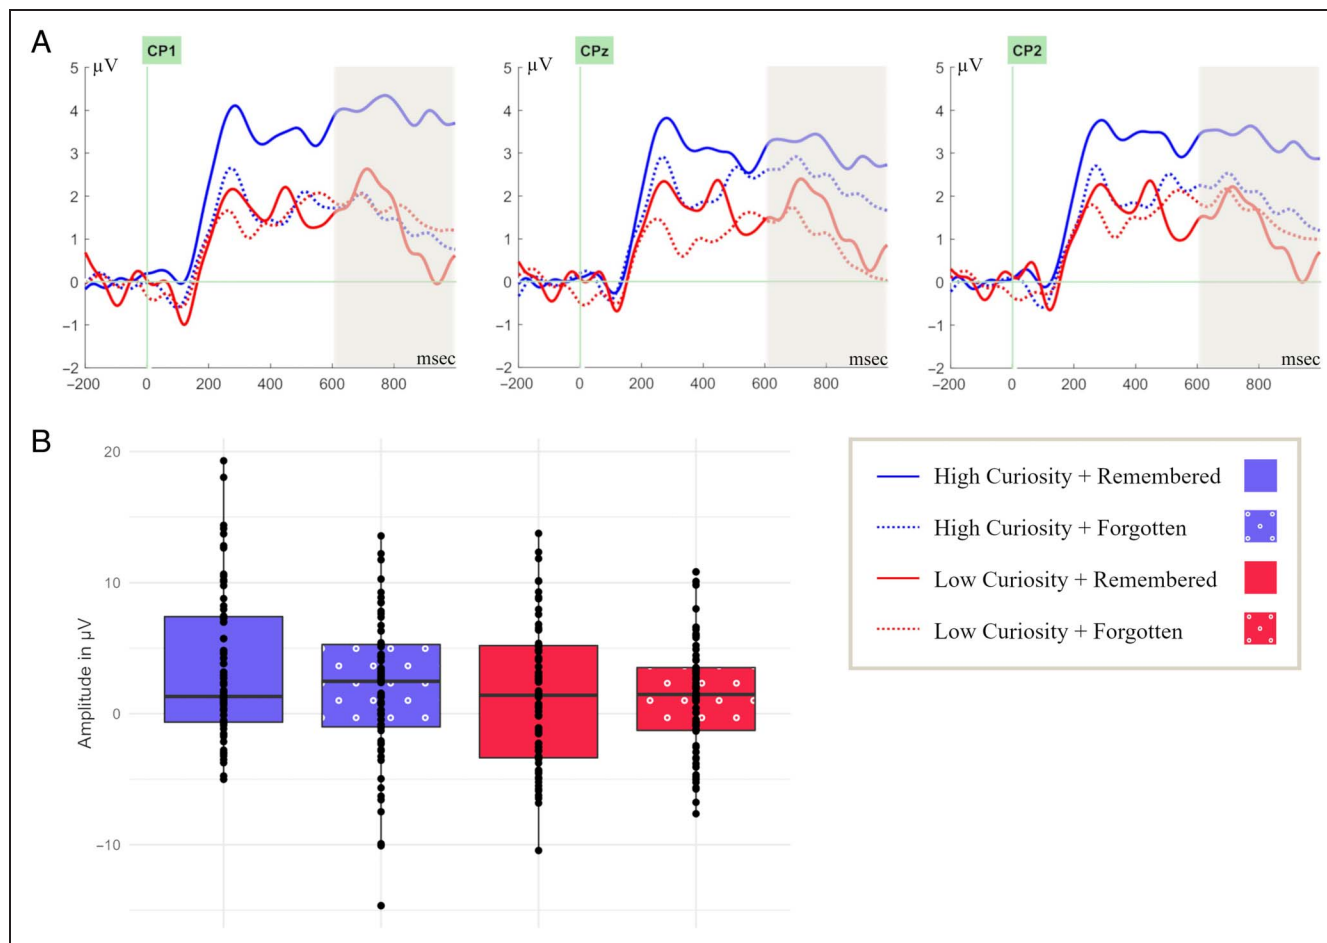 A
CP1
CPz
CP2
5 μV
4
3
2
1
0
−1
−2
msec
−200 0 200 400 600 800
5 μV
4
3
2
1
0
−1
−2
msec
−200 0 200 400 600 800
5 μV
4
3
2
1
0
−1
−2
msec
−200 0 200 400 600 800
B
20
10
0
−10
Amplitude in μV
High Curiosity + Remembered
High Curiosity + Forgotten
Low Curiosity + Remembered
Low Curiosity + Forgotten